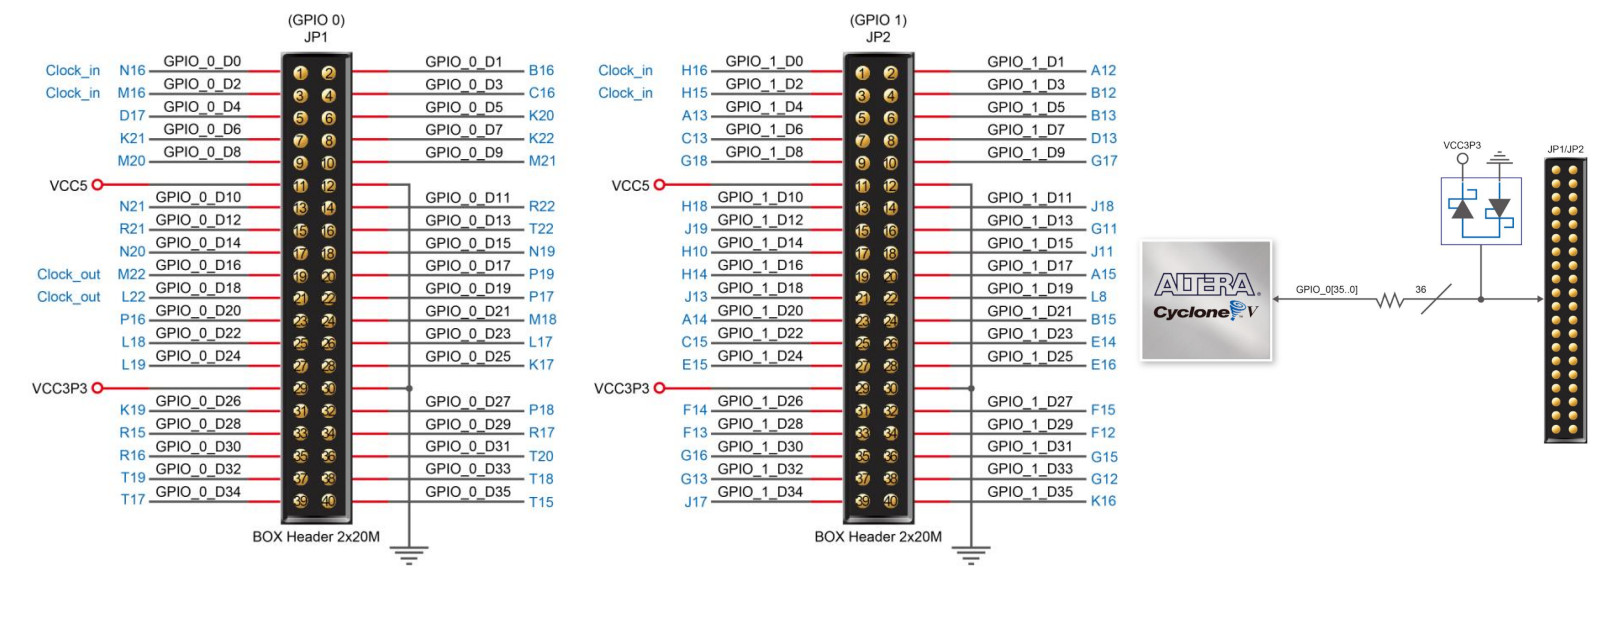 (GPIO 0)
JP1
Clock_in N16 GPIO_0_D0 1 2 GPIO_0_D1 B16
Clock_in M16 GPIO_0_D2 3 4 GPIO_0_D3 C16
D17 GPIO_0_D4 5 6 GPIO_0_D5 K20
K21 GPIO_0_D6 7 8 GPIO_0_D7 K22
M20 GPIO_0_D8 9 10 GPIO_0_D9 M21
VCC5 11 12
N21 GPIO_0_D10 13 14 GPIO_0_D11 R22
R21 GPIO_0_D12 15 16 GPIO_0_D13 T22
N20 GPIO_0_D14 17 18 GPIO_0_D15 N19
Clock_out M22 GPIO_0_D16 19 20 GPIO_0_D17 P19
Clock_out L22 GPIO_0_D18 21 22 GPIO_0_D19 P17
P16 GPIO_0_D20 23 24 GPIO_0_D21 M18
L18 GPIO_0_D22 25 26 GPIO_0_D23 L17
L19 GPIO_0_D24 27 28 GPIO_0_D25 K17
VCC3P3 29 30
K19 GPIO_0_D26 31 32 GPIO_0_D27 P18
R15 GPIO_0_D28 33 34 GPIO_0_D29 R17
R16 GPIO_0_D30 35 36 GPIO_0_D31 T20
T19 GPIO_0_D32 37 38 GPIO_0_D33 T18
T17 GPIO_0_D34 39 40 GPIO_0_D35 T15
BOX Header 2x20M
(GPIO 1)
JP2
Clock_in H16 GPIO_1_D0 1 2 GPIO_1_D1 A12
Clock_in H15 GPIO_1_D2 3 4 GPIO_1_D3 B12
A13 GPIO_1_D4 5 6 GPIO_1_D5 B13
C13 GPIO_1_D6 7 8 GPIO_1_D7 D13
G18 GPIO_1_D8 9 10 GPIO_1_D9 G17
VCC5 11 12
H18 GPIO_1_D10 13 14 GPIO_1_D11 J18
J19 GPIO_1_D12 15 16 GPIO_1_D13 G11
H10 GPIO_1_D14 17 18 GPIO_1_D15 J11
H14 GPIO_1_D16 19 20 GPIO_1_D17 A15
J13 GPIO_1_D18 21 22 GPIO_1_D19 L8
A14 GPIO_1_D20 23 24 GPIO_1_D21 B15
C15 GPIO_1_D22 25 26 GPIO_1_D23 E14
E15 GPIO_1_D24 27 28 GPIO_1_D25 E16
VCC3P3 29 30
F14 GPIO_1_D26 31 32 GPIO_1_D27 F15
F13 GPIO_1_D28 33 34 GPIO_1_D29 F12
G16 GPIO_1_D30 35 36 GPIO_1_D31 G15
G13 GPIO_1_D32 37 38 GPIO_1_D33 G12
J17 GPIO_1_D34 39 40 GPIO_1_D35 K16
BOX Header 2x20M
VCC3P3
JP1/JP2
ALTERA.
Cyclone V
GPIO_0[35..0]
36